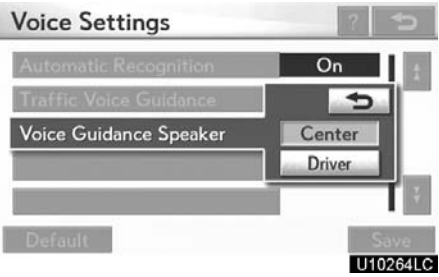 Voice Settings ?
Automatic Recognition On
Traffic Voice Guidance
Voice Guidance Speaker Center
Driver
Default Save
U10264LC